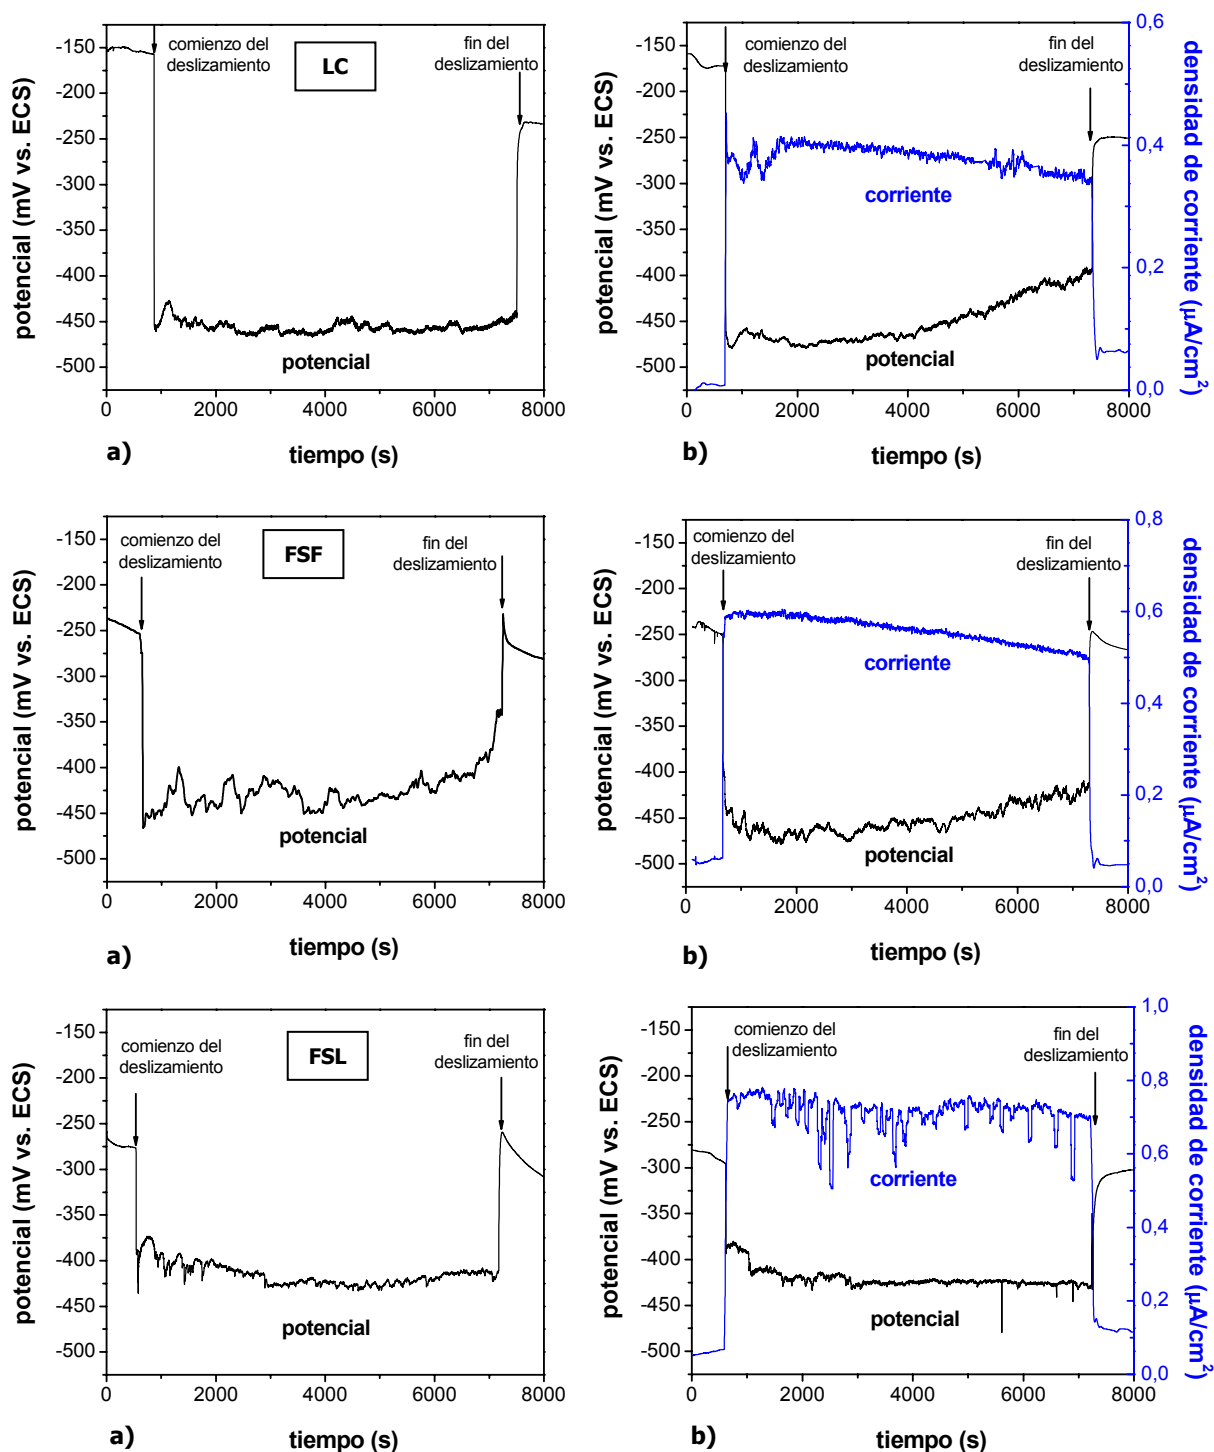 -150
-200
-250
-300
-350
-400
-450
-500
potencial (mV vs. ECS)
comienzo del
deslizamiento
LC
fin del
deslizamiento
potencial
0 2000 4000 6000 8000
a) tiempo (s)
-150
-200
-250
-300
-350
-400
-450
-500
potencial (mV vs. ECS)
comienzo del
deslizamiento
fin del
deslizamiento
corriente
potencial
0,6
0,4
0,2
0,0
densidad de corriente (µA/cm²)
0 2000 4000 6000 8000
b) tiempo (s)
-150
-200
-250
-300
-350
-400
-450
-500
potencial (mV vs. ECS)
comienzo del
deslizamiento
FSF
fin del
deslizamiento
potencial
0 2000 4000 6000 8000
a) tiempo (s)
-150
-200
-250
-300
-350
-400
-450
-500
potencial (mV vs. ECS)
comienzo del
deslizamiento
fin del
deslizamiento
corriente
potencial
0,8
0,6
0,4
0,2
0,0
densidad de corriente (µA/cm²)
0 2000 4000 6000 8000
b) tiempo (s)
-150
-200
-250
-300
-350
-400
-450
-500
potencial (mV vs. ECS)
comienzo del
deslizamiento
FSL
fin del
deslizamiento
potencial
0 2000 4000 6000 8000
a) tiempo (s)
-150
-200
-250
-300
-350
-400
-450
-500
potencial (mV vs. ECS)
comienzo del
deslizamiento
fin del
deslizamiento
corriente
potencial
1,0
0,8
0,6
0,4
0,2
0,0
densidad de corriente (µA/cm²)
0 2000 4000 6000 8000
b) tiempo (s)